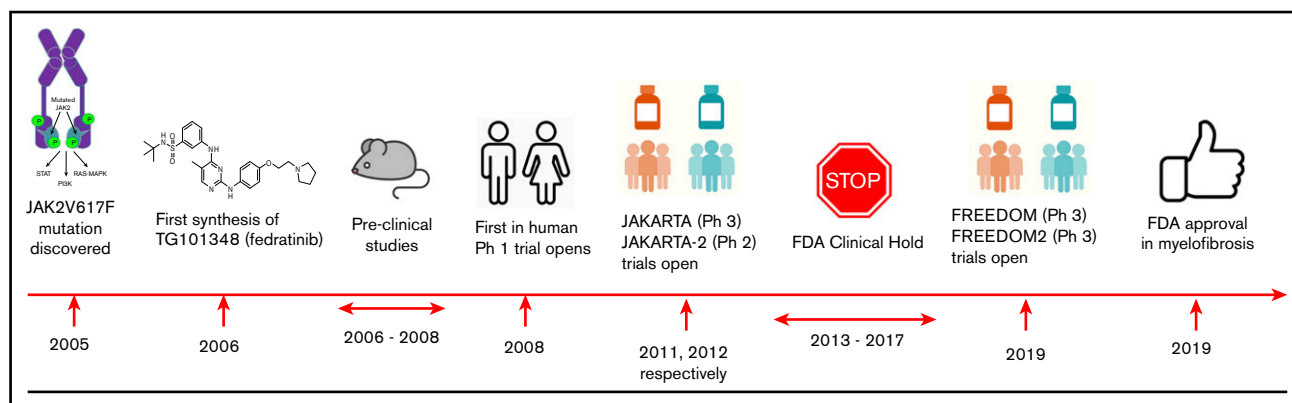 Mutated
JAK2
P
P
P
P
STAT
PI3K
RAS-MAPK
JAK2V617F
mutation
discovered
O
H
N
S
O
NH
N
N
N
H
O
N
First synthesis of
TG101348 (fedratinib)
Pre-clinical
studies
First in human
Ph 1 trial opens
JAKARTA (Ph 3)
JAKARTA-2 (Ph 2)
trials open
STOP
FDA Clinical Hold
FREEDOM (Ph 3)
FREEDOM2 (Ph 3)
trials open
FDA approval
in myelofibrosis
2005
2006
2006 - 2008
2008
2011, 2012
respectively
2013 - 2017
2019
2019